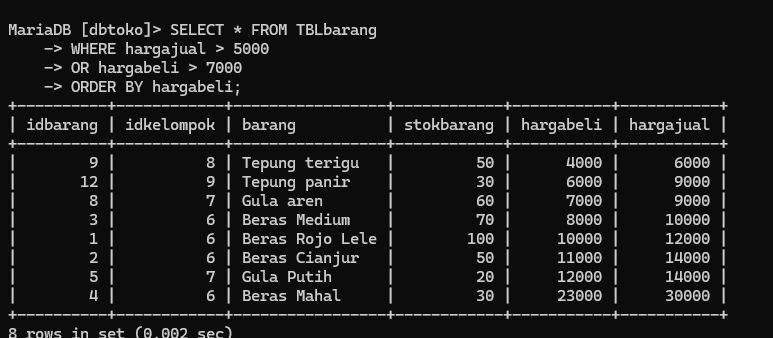 MariaDB [dbtoko]> SELECT * FROM TBLbarang
    -> WHERE hargajual > 5000
    -> OR hargabeli > 7000
    -> ORDER BY hargabeli;
+----------+------------+-----------------+------------+-----------+-----------+
| idbarang | idkelompok | barang          | stokbarang | hargabeli | hargajual |
+----------+------------+-----------------+------------+-----------+-----------+
|        9 |          8 | Tepung terigu   |         50 |      4000 |      6000 |
|       12 |          9 | Tepung panir    |         30 |      6000 |      9000 |
|        8 |          7 | Gula aren       |         60 |      7000 |      9000 |
|        3 |          6 | Beras Medium    |         70 |      8000 |     10000 |
|        1 |          6 | Beras Rojo Lele |        100 |     10000 |     12000 |
|        2 |          6 | Beras Cianjur   |         50 |     11000 |     14000 |
|        5 |          7 | Gula Putih      |         20 |     12000 |     14000 |
|        4 |          6 | Beras Mahal     |         30 |     23000 |     30000 |
+----------+------------+-----------------+------------+-----------+-----------+
8 rows in set (0.002 sec)